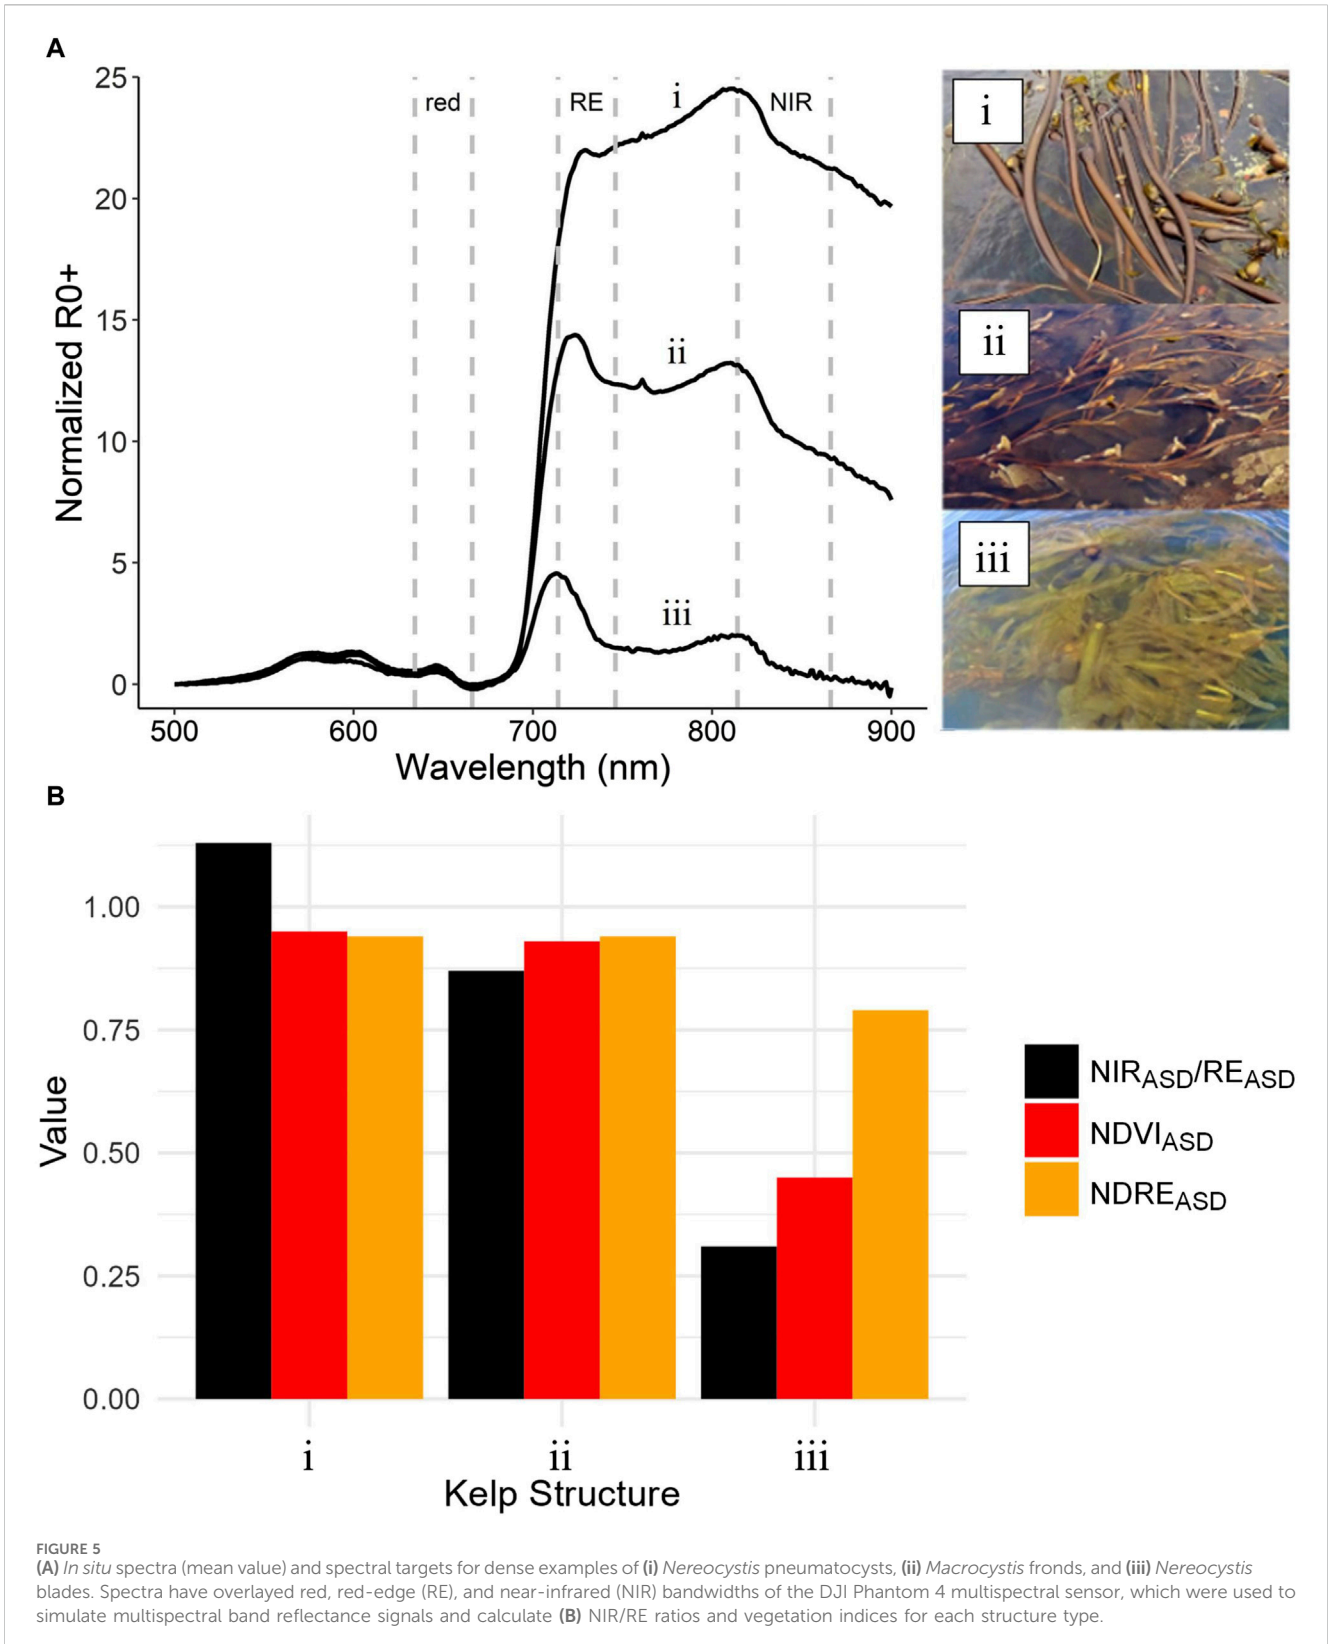 A
25
20
15
10
5
0
Normalized R0+
red
RE
NIR
i
ii
iii
500 600 700 800 900
Wavelength (nm)
i
ii
iii
B
1.00
0.75
0.50
0.25
0.00
Value
i ii iii
Kelp Structure
NIRASD/REASD
NDVIASD
NDREASD
FIGURE 5
(A) In situ spectra (mean value) and spectral targets for dense examples of (i) Nereocystis pneumatocysts, (ii) Macrocystis fronds, and (iii) Nereocystis
blades. Spectra have overlayed red, red-edge (RE), and near-infrared (NIR) bandwidths of the DJI Phantom 4 multispectral sensor, which were used to
simulate multispectral band reflectance signals and calculate (B) NIR/RE ratios and vegetation indices for each structure type.